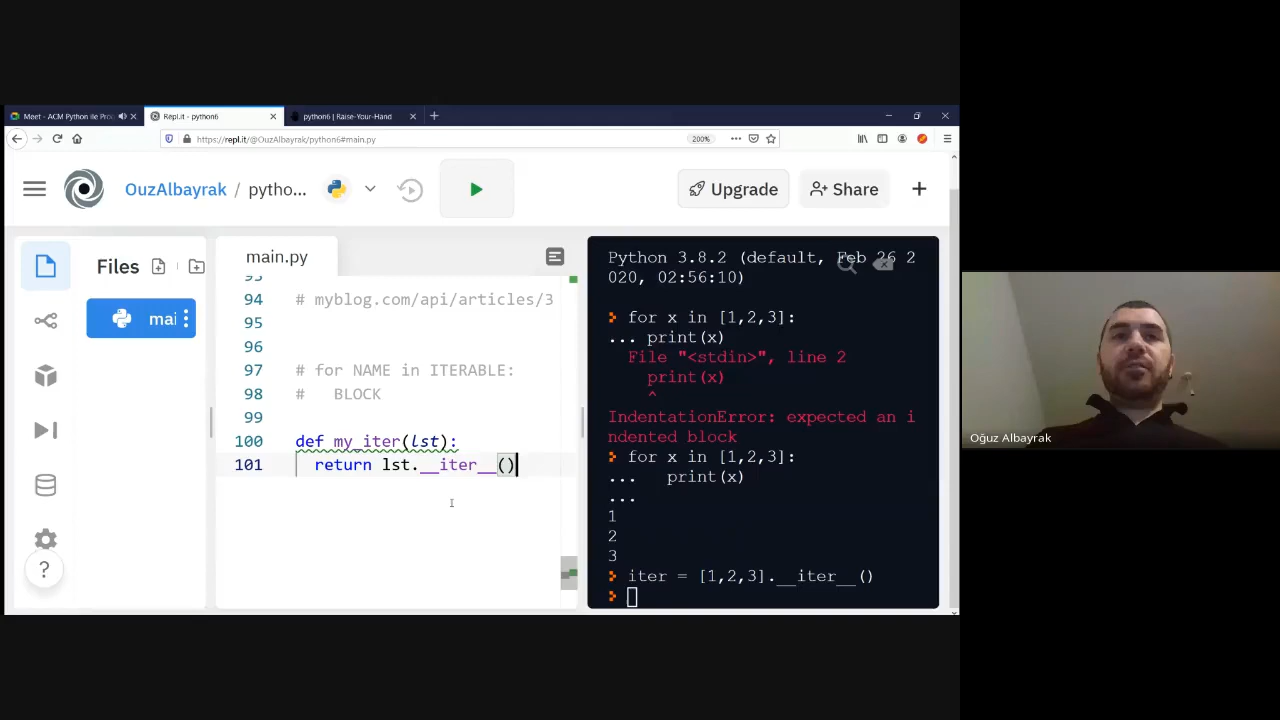 Meet - ACM Python ile Pro
Repl.it - python6
python6 | Raise-Your-Hand
https://repl.it/@OuzAlbayrak/python6#main.py
200%
OuzAlbayrak / pytho...
Upgrade
Share
Files
mai
main.py
93
94 # myblog.com/api/articles/3
95
96
97 # for NAME in ITERABLE:
98 #   BLOCK
99
100 def my_iter(lst):
101   return lst.__iter__()
?
Python 3.8.2 (default, Feb 26 2
020, 02:56:10)
for x in [1,2,3]:
... print(x)
File "<stdin>", line 2
print(x)
^
IndentationError: expected an i
ndented block
for x in [1,2,3]:
...   print(x)
...
1
2
3
iter = [1,2,3].__iter__()
Oğuz Albayrak